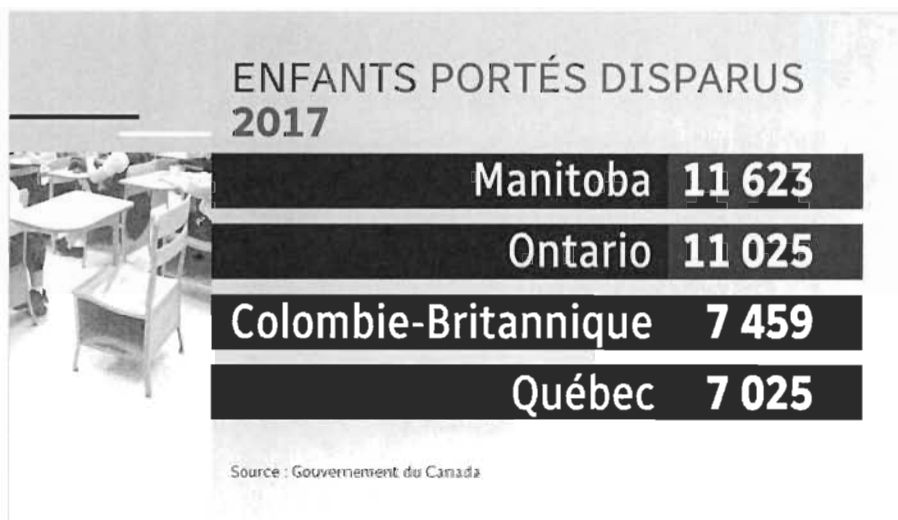 ENFANTS PORTÉS DISPARUS
2017
Manitoba 11 623
Ontario 11 025
Colombie-Britannique 7 459
Québec 7 025
Source : Gouvernement du Canada